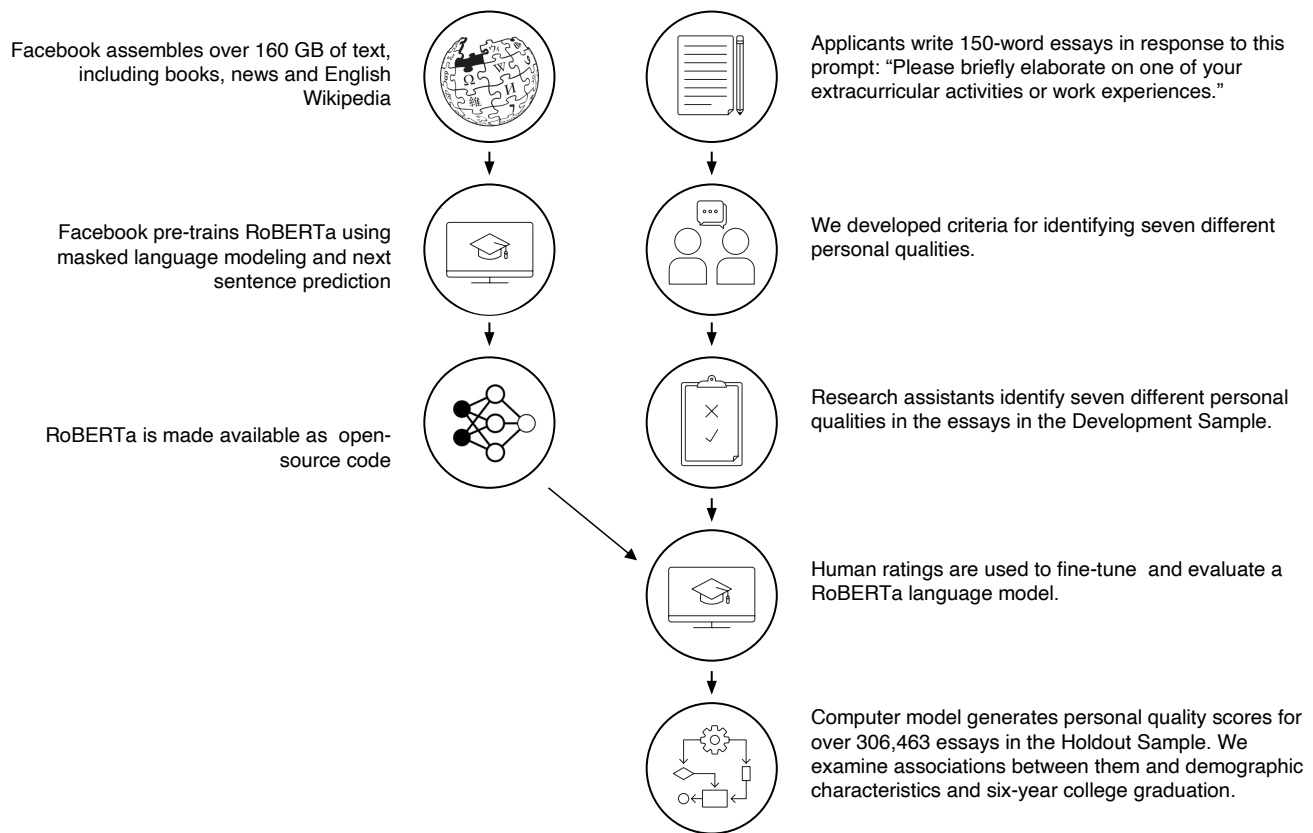 Facebook assembles over 160 GB of text,
including books, news and English
Wikipedia
Facebook pre-trains RoBERTa using
masked language modeling and next
sentence prediction
RoBERTa is made available as open-
source code
Applicants write 150-word essays in response to this
prompt: “Please briefly elaborate on one of your
extracurricular activities or work experiences.”
We developed criteria for identifying seven different
personal qualities.
Research assistants identify seven different personal
qualities in the essays in the Development Sample.
Human ratings are used to fine-tune and evaluate a
RoBERTa language model.
Computer model generates personal quality scores for
over 306,463 essays in the Holdout Sample. We
examine associations between them and demographic
characteristics and six-year college graduation.